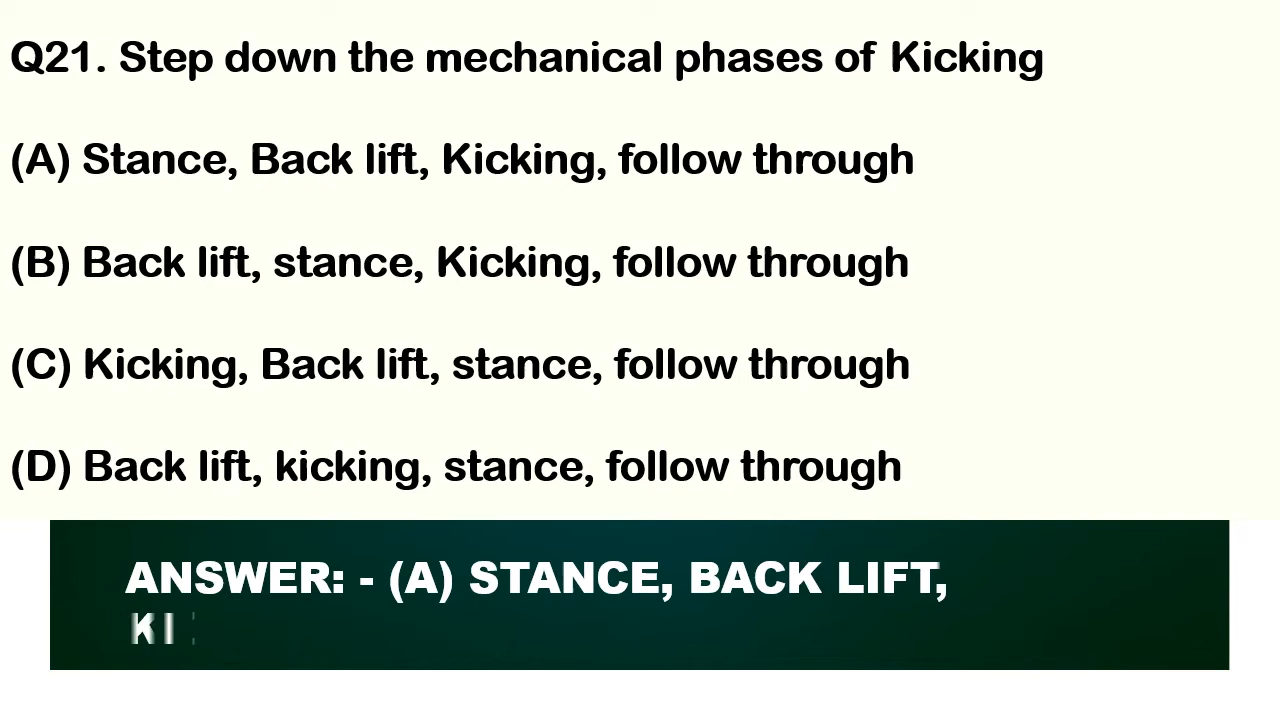 Q21. Step down the mechanical phases of Kicking
(A) Stance, Back lift, Kicking, follow through
(B) Back lift, stance, Kicking, follow through
(C) Kicking, Back lift, stance, follow through
(D) Back lift, kicking, stance, follow through
ANSWER: - (A) STANCE, BACK LIFT,
KI